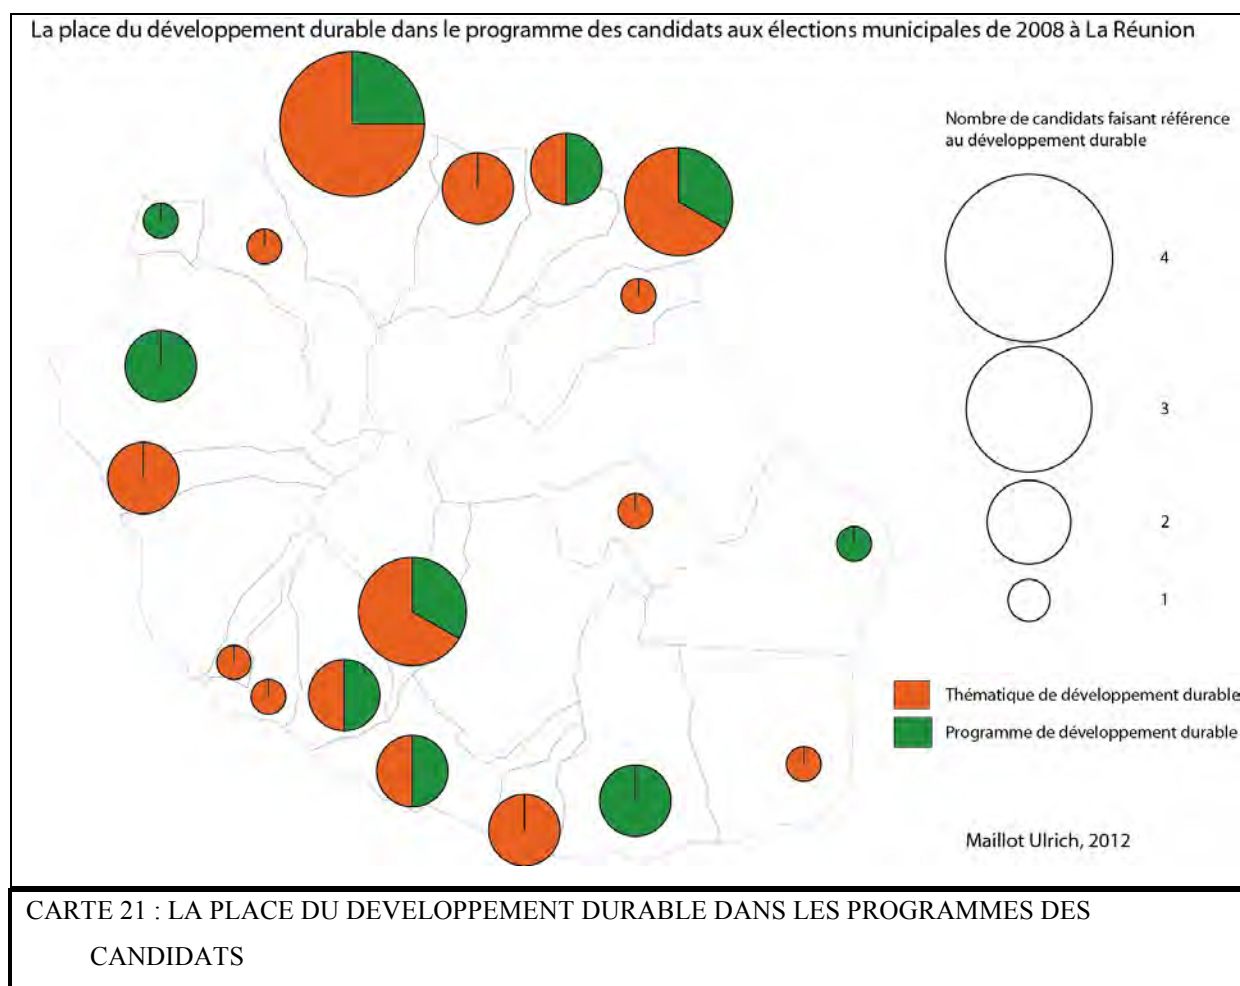 La place du développement durable dans le programme des candidats aux élections municipales de 2008 à La Réunion
Nombre de candidats faisant référence
au développement durable
4
3
2
1
Thématique de développement durable
Programme de développement durable
Maillot Ulrich, 2012
CARTE 21 : LA PLACE DU DEVELOPPEMENT DURABLE DANS LES PROGRAMMES DES
CANDIDATS